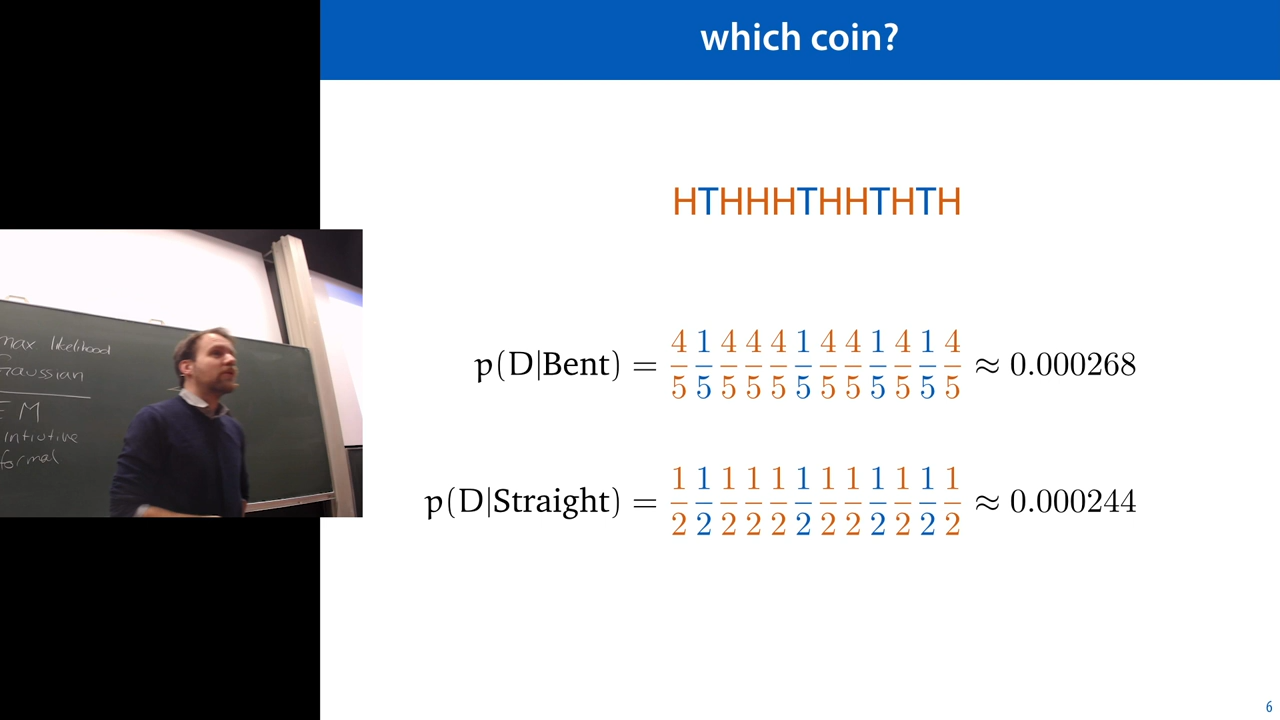 which coin?
HTHHHTHHTHTH
p(D|Bent) = 4/5 1/5 4/5 4/5 4/5 1/5 4/5 4/5 1/5 4/5 1/5 4/5 ≈ 0.000268
p(D|Straight) = 1/2 1/2 1/2 1/2 1/2 1/2 1/2 1/2 1/2 1/2 1/2 1/2 ≈ 0.000244
max likelihood
Gaussian
EM
intiutive
formal
6